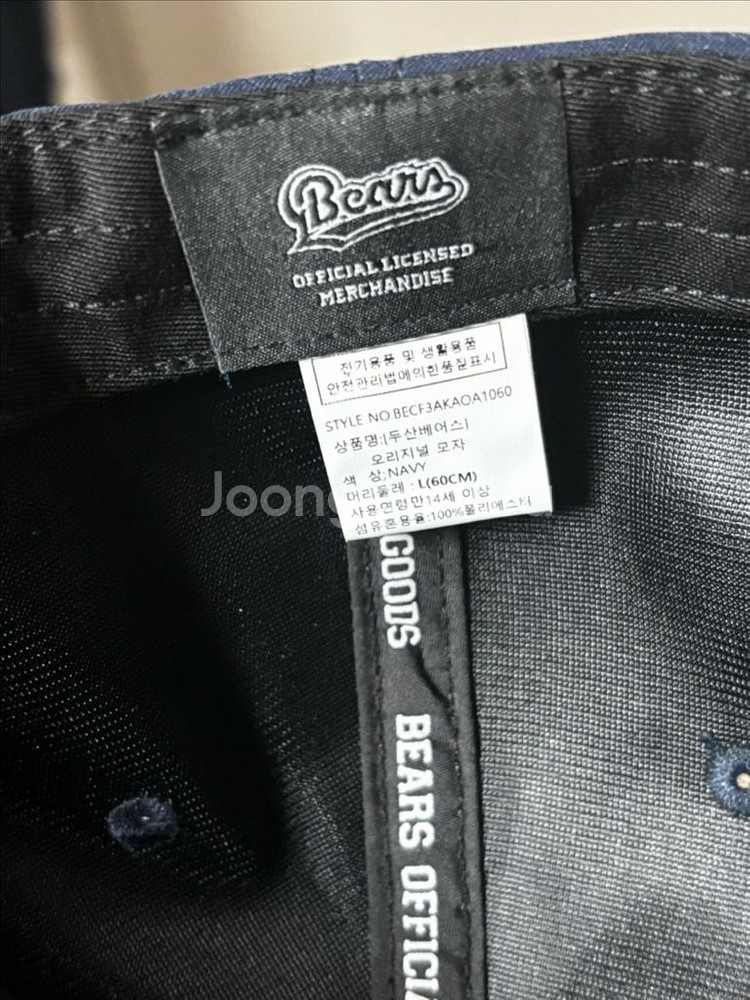 Bears
OFFICIAL LICENSED
MERCHANDISE
전기용품 및 생활용품
안전관리법에의한품질표시
STYLE NO.BECF3AKAOA1060
상품명:[두산베어스]
오리지널 모자
색 상:NAVY
머리둘레 : L(60CM)
사용연령만14세 이상
섬유혼용율:100%폴리에스터
Joong
GOODS
BEARS OFFICIA